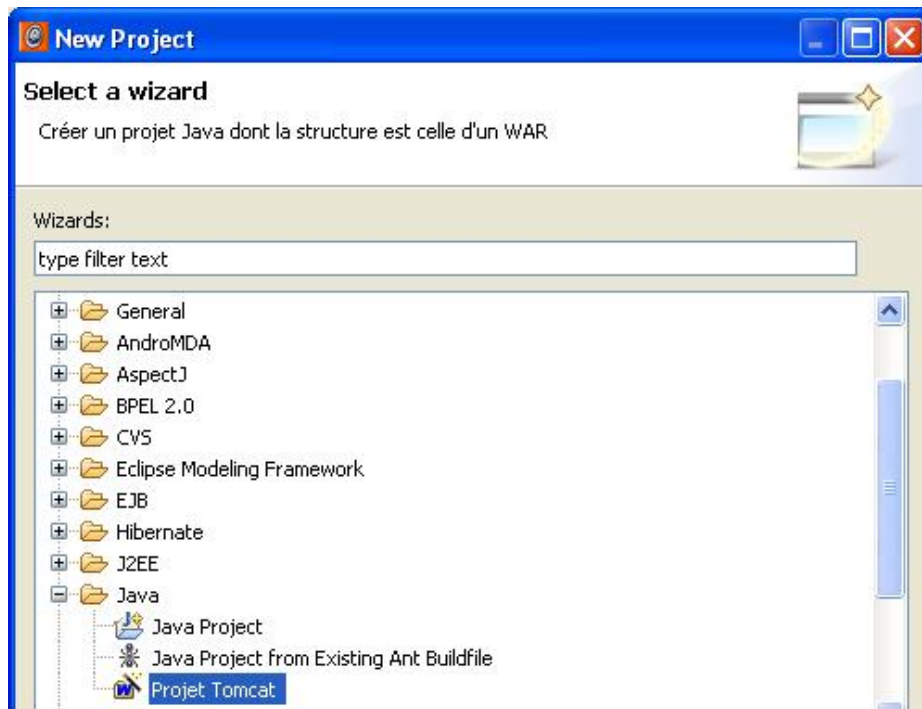 New Project
Select a wizard
Créer un projet Java dont la structure est celle d'un WAR
Wizards:
type filter text
General
AndroMDA
AspectJ
BPEL 2.0
CVS
Eclipse Modeling Framework
EJB
Hibernate
J2EE
Java
Java Project
Java Project from Existing Ant Buildfile
Projet Tomcat